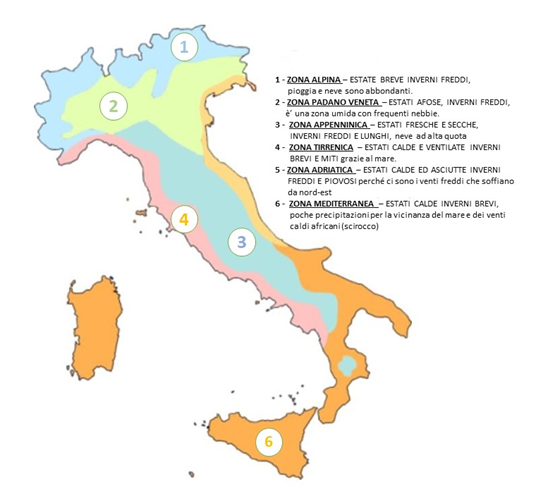 1
2
3
4
6
1 - ZONA ALPINA – ESTATE BREVE INVERNI FREDDI,
pioggia e neve sono abbondanti.
2 - ZONA PADANO VENETA – ESTATI AFOSE, INVERNI FREDDI,
è' una zona umida con frequenti nebbie.
3 - ZONA APPENNINICA – ESTATI FRESCHE E SECCHE,
INVERNI FREDDI E LUNGHI, neve ad alta quota
4 - ZONA TIRRENICA – ESTATI CALDE E VENTILATE INVERNI
BREVI E MITI grazie al mare.
5 - ZONA ADRIATICA – ESTATI CALDE ED ASCIUTTE INVERNI
FREDDI E PIOVOSI perché ci sono i venti freddi che soffiano
da nord-est
6 - ZONA MEDITERRANEA – ESTATI CALDE INVERNI BREVI,
poche precipitazioni per la vicinanza del mare e dei venti
caldi africani (scirocco)